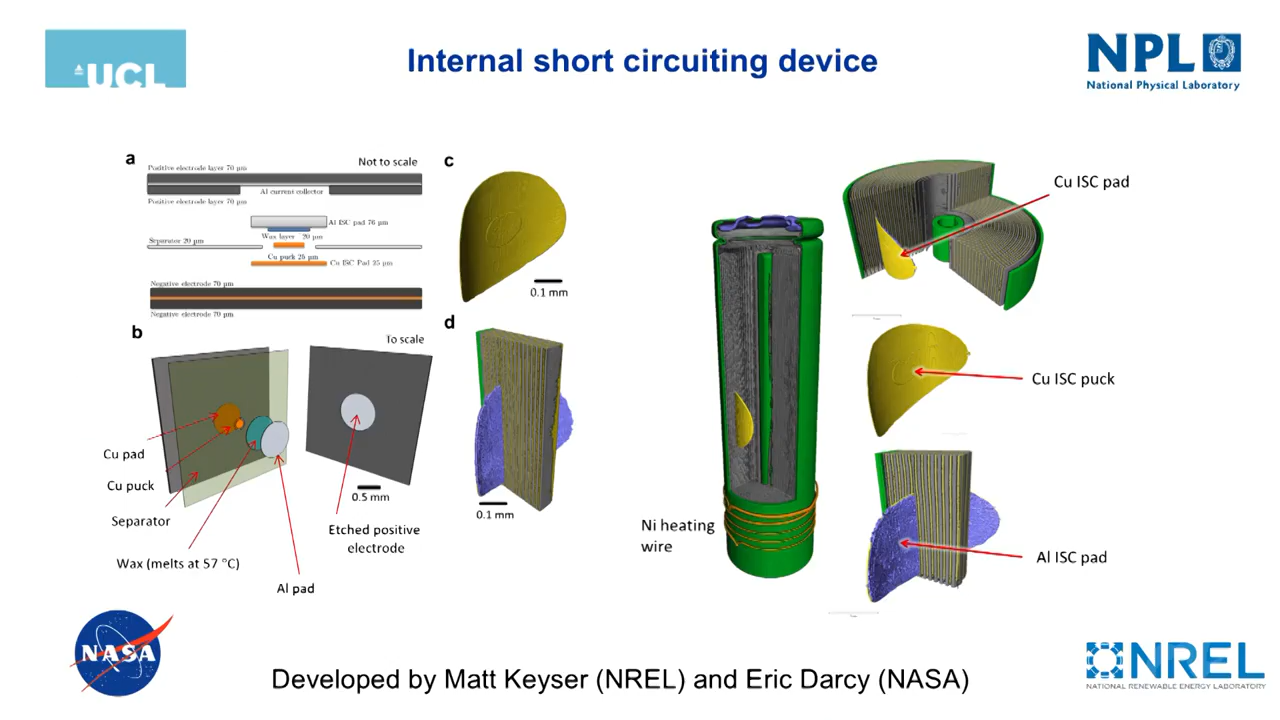 UCL
Internal short circuiting device
NPL
National Physical Laboratory
a
Not to scale
Positive electrode layer 70 μm
Al current collector
Positive electrode layer 70 μm
Al ISC pad 76 μm
Wax layer 20 μm
Separator 20 μm
Cu puck 25 μm
Cu ISC Pad 25 μm
Negative electrode 70 μm
Negative electrode 70 μm
b
To scale
Cu pad
Cu puck
Separator
Wax (melts at 57 °C)
Al pad
0.5 mm
Etched positive
electrode
c
0.1 mm
d
0.1 mm
Ni heating
wire
Cu ISC pad
Cu ISC puck
Al ISC pad
NASA
Developed by Matt Keyser (NREL) and Eric Darcy (NASA)
NREL
NATIONAL RENEWABLE ENERGY LABORATORY